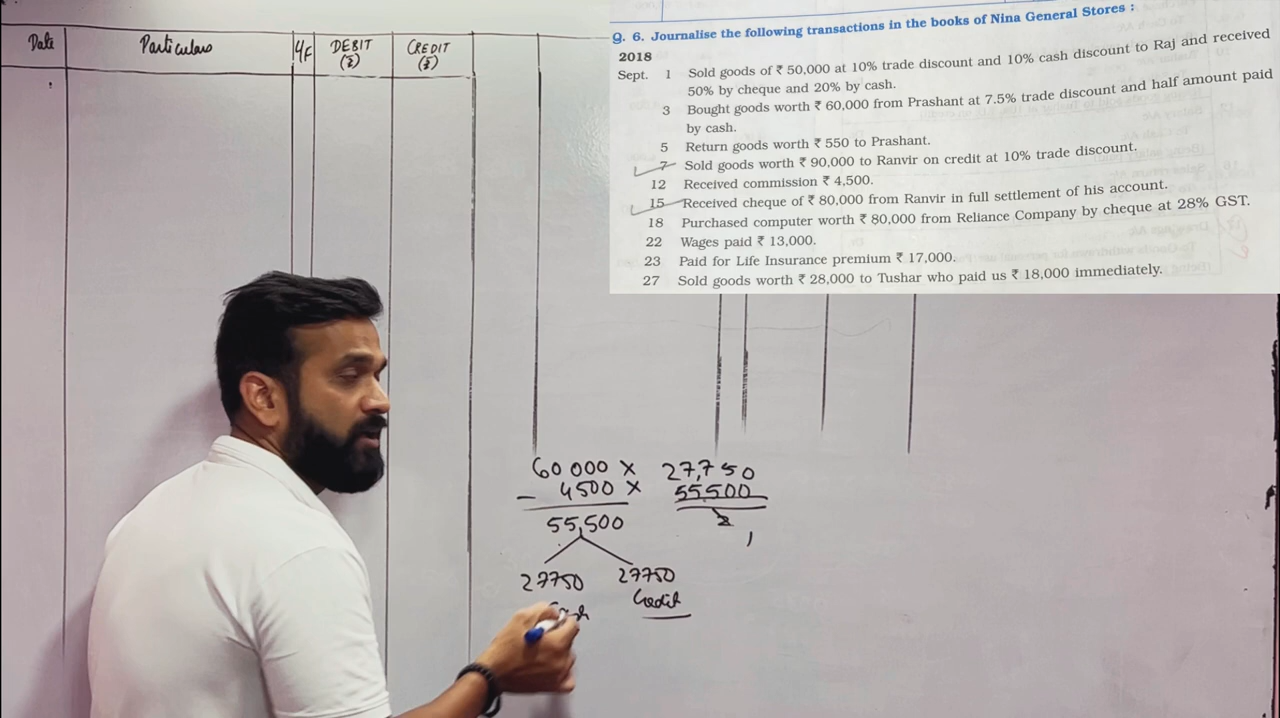 Date Particulars L/F DEBIT (₹) CREDIT (₹)
Q. 6. Journalise the following transactions in the books of Nina General Stores :
2018
Sept. 1 Sold goods of ₹ 50,000 at 10% trade discount and 10% cash discount to Raj and received
50% by cheque and 20% by cash.
3 Bought goods worth ₹ 60,000 from Prashant at 7.5% trade discount and half amount paid
by cash.
5 Return goods worth ₹ 550 to Prashant.
7 Sold goods worth ₹ 90,000 to Ranvir on credit at 10% trade discount.
12 Received commission ₹ 4,500.
15 Received cheque of ₹ 80,000 from Ranvir in full settlement of his account.
18 Purchased computer worth ₹ 80,000 from Reliance Company by cheque at 28% GST.
22 Wages paid ₹ 13,000.
23 Paid for Life Insurance premium ₹ 17,000.
27 Sold goods worth ₹ 28,000 to Tushar who paid us ₹ 18,000 immediately.
60 000 x
- 4500 x
55,500
27750 27750
Cash Credit
27,750
55,500
2
1